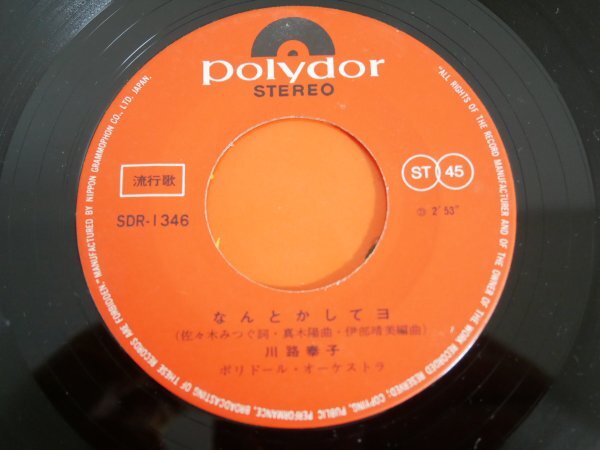 polydor
STEREO
流行歌
SDR-1346
ST 45
2'53"
なんとかしてヨ
(佐々木みつぐ詞・真木陽曲・伊部晴美編曲)
川路奉子
ポリドール・オーケストラ
"ALL RIGHTS OF THE RECORD MANUFACTURER AND OF THE OWNER OF THE WORK RECORDED RESERVED; COPYING, PUBLIC PERFORMANCE, BROADCASTING OF THESE RECORDS ARE FORBIDDEN." MANUFACTURED BY NIPPON GRAMMOPHON CO., LTD. JAPAN.